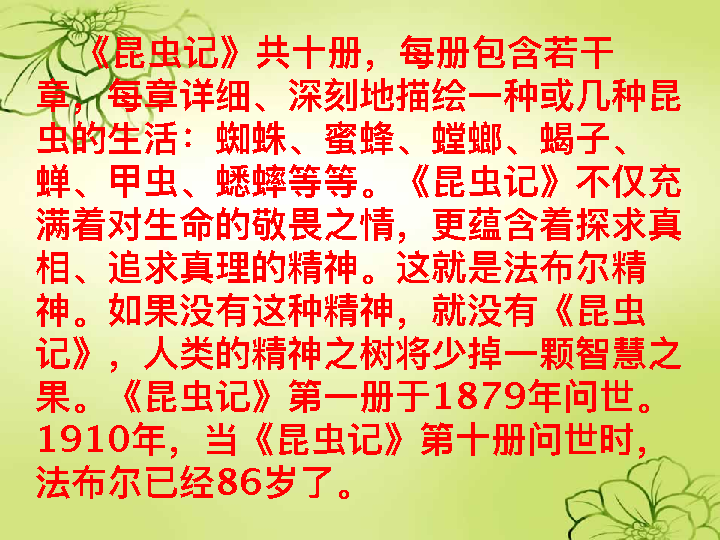 《昆虫记》共十册，每册包含若干
章，每章详细、深刻地描绘一种或几种昆
虫的生活：蜘蛛、蜜蜂、螳螂、蝎子、
蝉、甲虫、蟋蟀等等。《昆虫记》不仅充
满着对生命的敬畏之情，更蕴含着探求真
相、追求真理的精神。这就是法布尔精
神。如果没有这种精神，就没有《昆虫
记》，人类的精神之树将少掉一颗智慧之
果。《昆虫记》第一册于1879年问世。
1910年，当《昆虫记》第十册问世时，
法布尔已经86岁了。